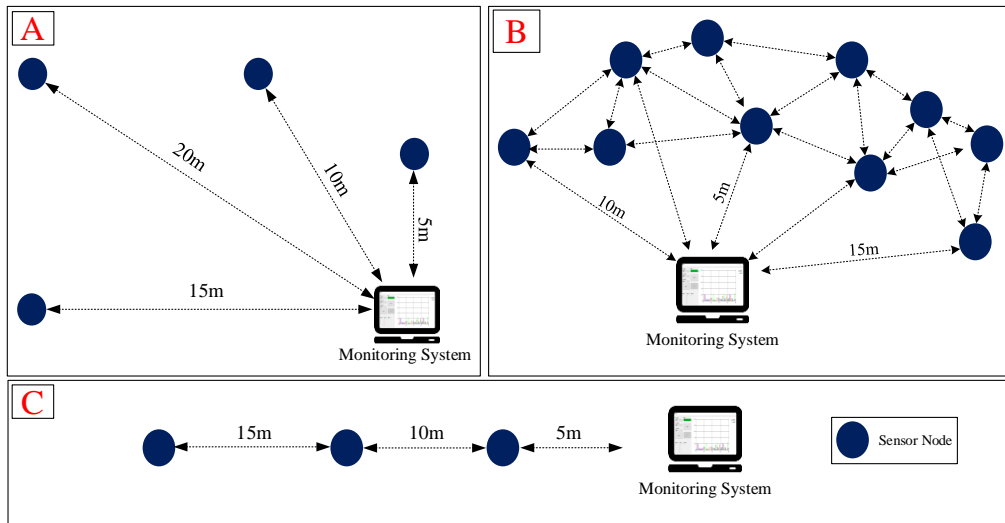 A
20m
10m
5m
15m
Monitoring System
B
10m
5m
15m
Monitoring System
C
15m
10m
5m
Monitoring System
Sensor Node